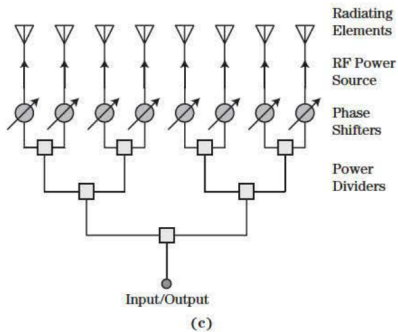 Radiating
Elements
RF Power
Source
Phase
Shifters
Power
Dividers
Input/Output
(c)